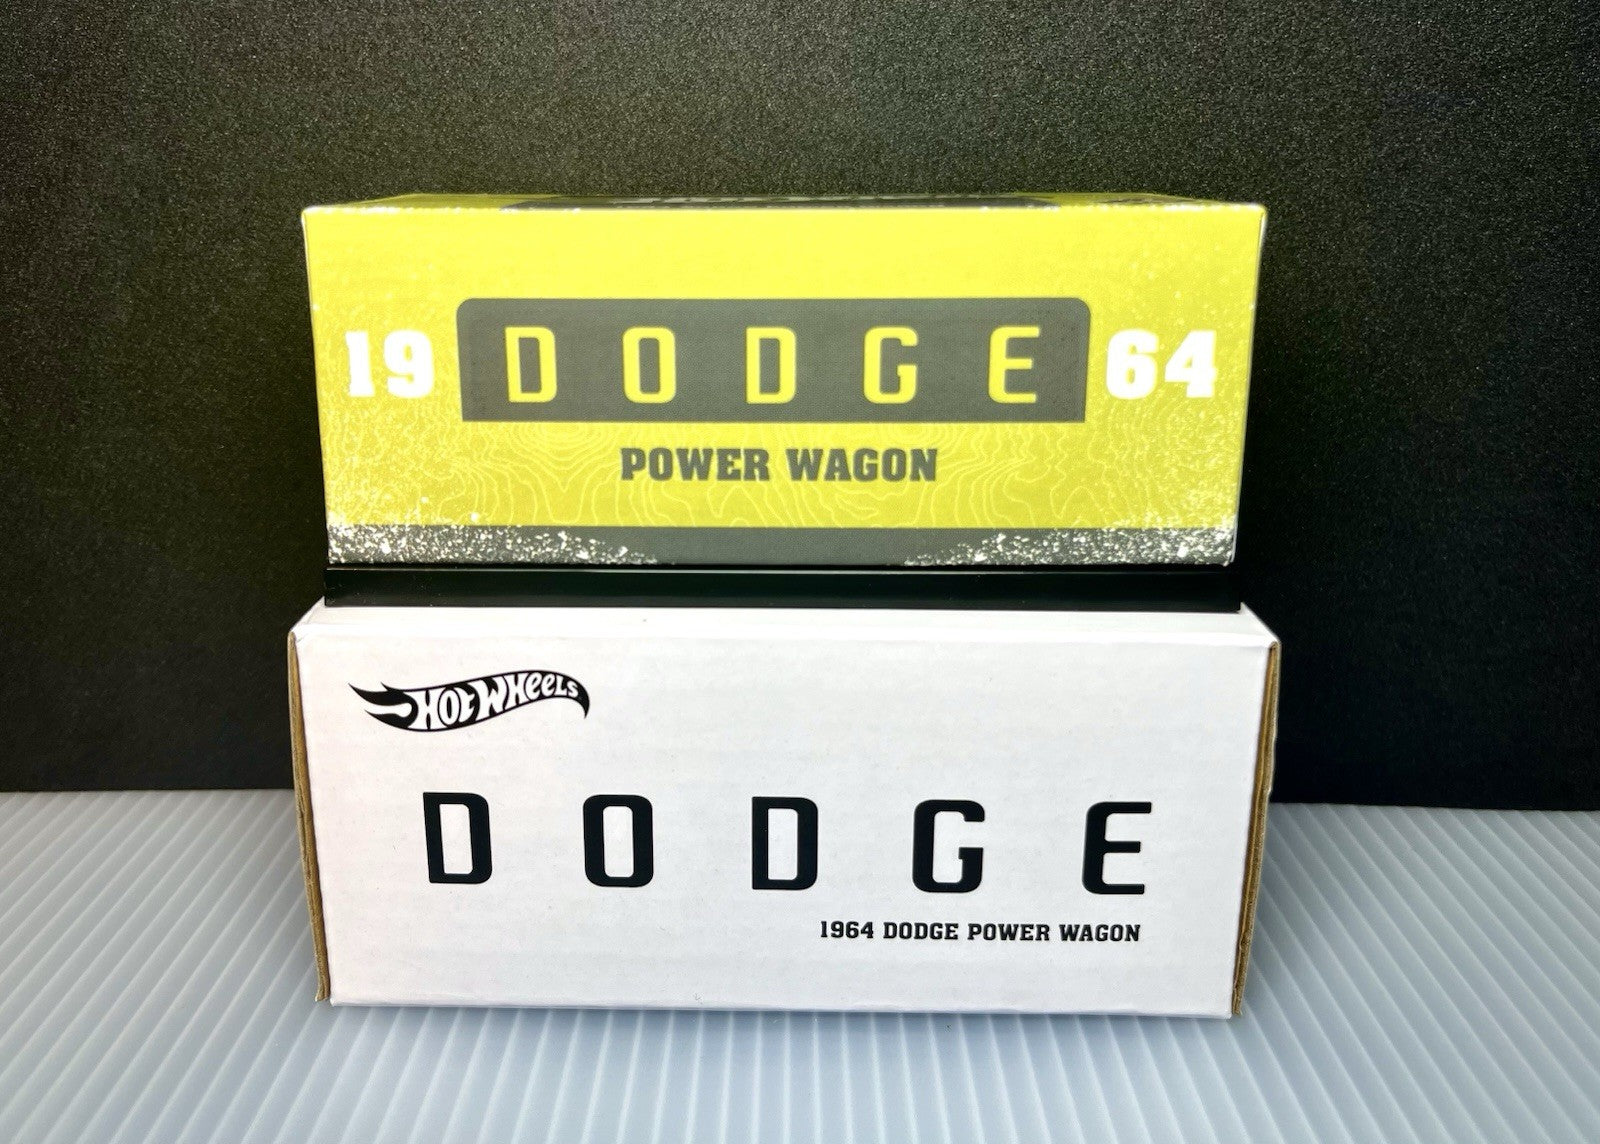 19 DODGE 64
POWER WAGON
HOT WHEELS
DODGE
1964 DODGE POWER WAGON